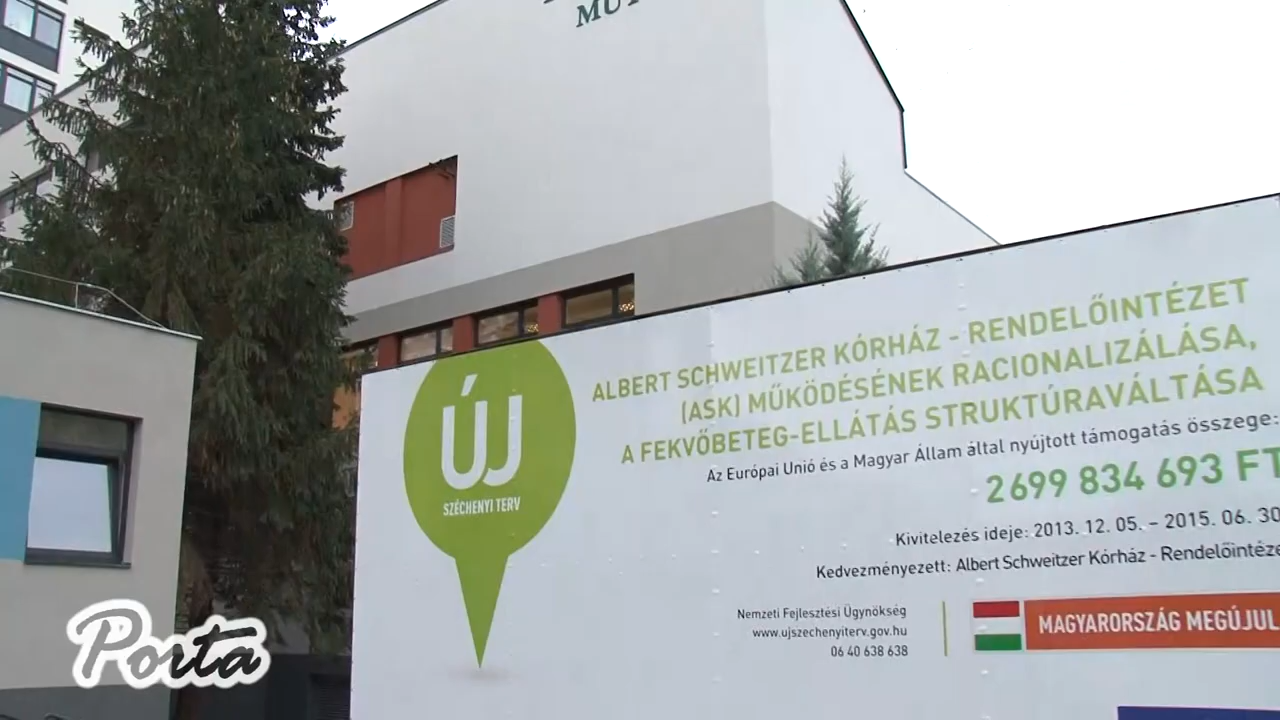 MŰ
ÚJ
SZÉCHENYI TERV
ALBERT SCHWEITZER KÓRHÁZ - RENDELŐINTÉZET
(ASK) MŰKÖDÉSÉNEK RACIONALIZÁLÁSA,
A FEKVŐBETEG-ELLÁTÁS STRUKTÚRAVÁLTÁSA
Az Európai Unió és a Magyar Állam által nyújtott támogatás összege:
2 699 834 693 FT
Kivitelezés ideje: 2013. 12. 05. – 2015. 06. 30
Kedvezményezett: Albert Schweitzer Kórház - Rendelőintéze
Nemzeti Fejlesztési Ügynökség
www.ujszechenyiterv.gov.hu
06 40 638 638
MAGYARORSZÁG MEGÚJUL
Porta